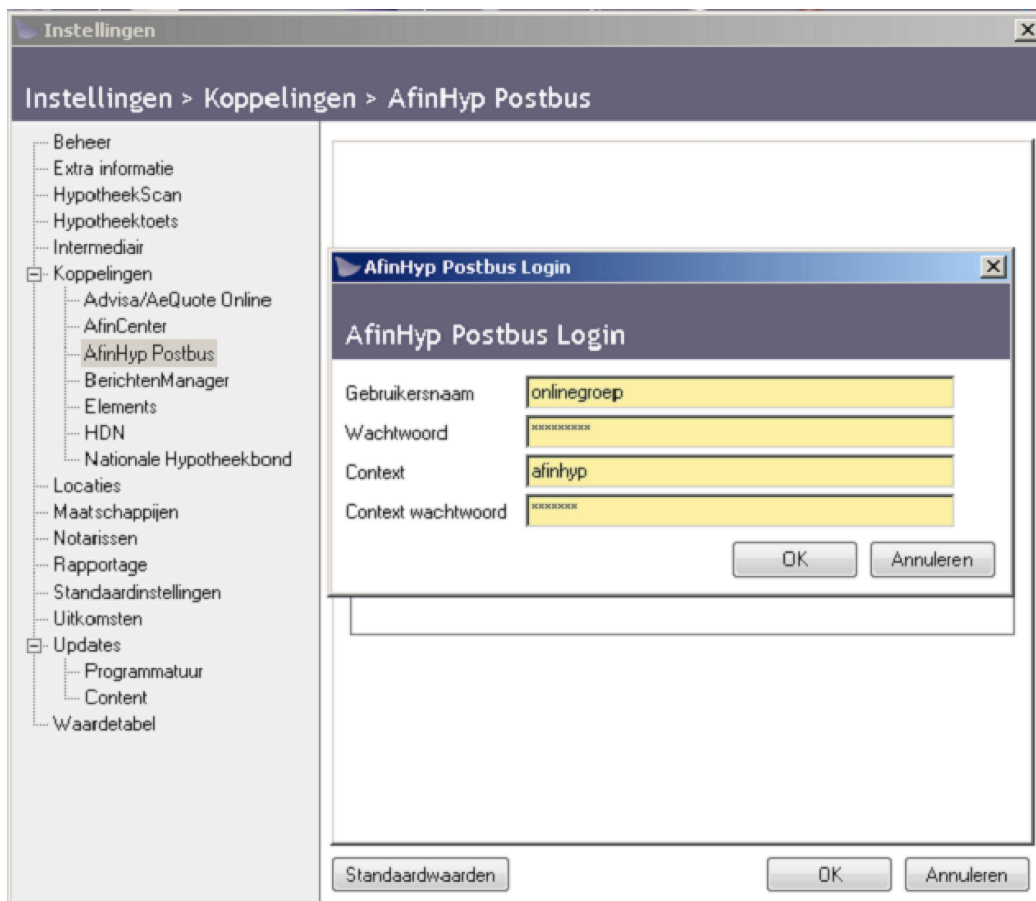 Instellingen
Instellingen > Koppelingen > AfinHyp Postbus
Beheer
Extra informatie
HypotheekScan
Hypotheektoets
Intermediair
Koppelingen
Advisa/AeQuote Online
AfinCenter
AfinHyp Postbus
BerichtenManager
Elements
HDN
Nationale Hypotheekbond
Locaties
Maatschappijen
Notarissen
Rapportage
Standaardinstellingen
Uitkomsten
Updates
Programmatuur
Content
Waardetabel
AfinHyp Postbus Login
AfinHyp Postbus Login
Gebruikersnaam onlinegroep
Wachtwoord *********
Context afinhyp
Context wachtwoord *******
OK Annuleren
Standaardwaarden OK Annuleren